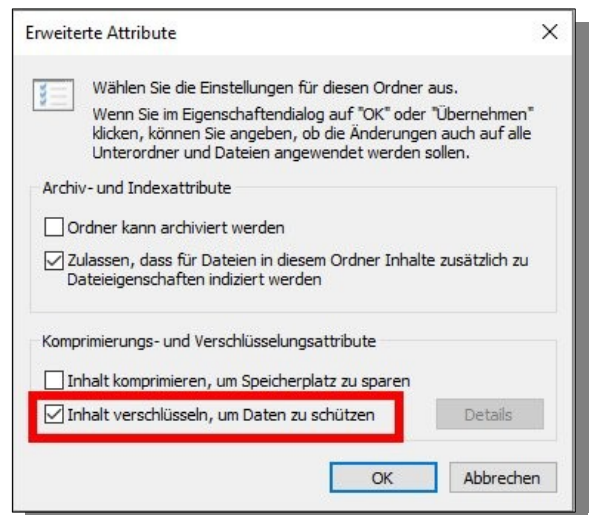 Erweiterte Attribute
Wählen Sie die Einstellungen für diesen Ordner aus.
Wenn Sie im Eigenschaftendialog auf "OK" oder "Übernehmen"
klicken, können Sie angeben, ob die Änderungen auch auf alle
Unterordner und Dateien angewendet werden sollen.
Archiv- und Indexattribute
Ordner kann archiviert werden
Zulassen, dass für Dateien in diesem Ordner Inhalte zusätzlich zu
Dateieigenschaften indiziert werden
Komprimierungs- und Verschlüsselungsattribute
Inhalt komprimieren, um Speicherplatz zu sparen
Inhalt verschlüsseln, um Daten zu schützen
Details
OK
Abbrechen